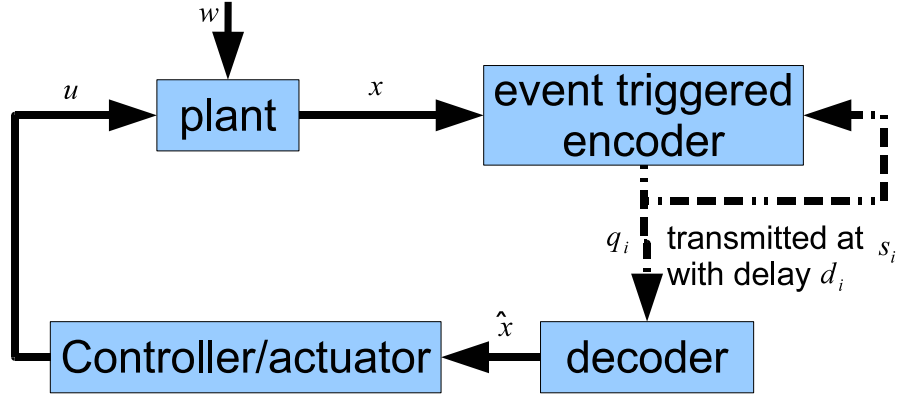 w
u
plant
x
event triggered
encoder
q_i
transmitted at s_i
with delay d_i
Controller/actuator
x̂
decoder